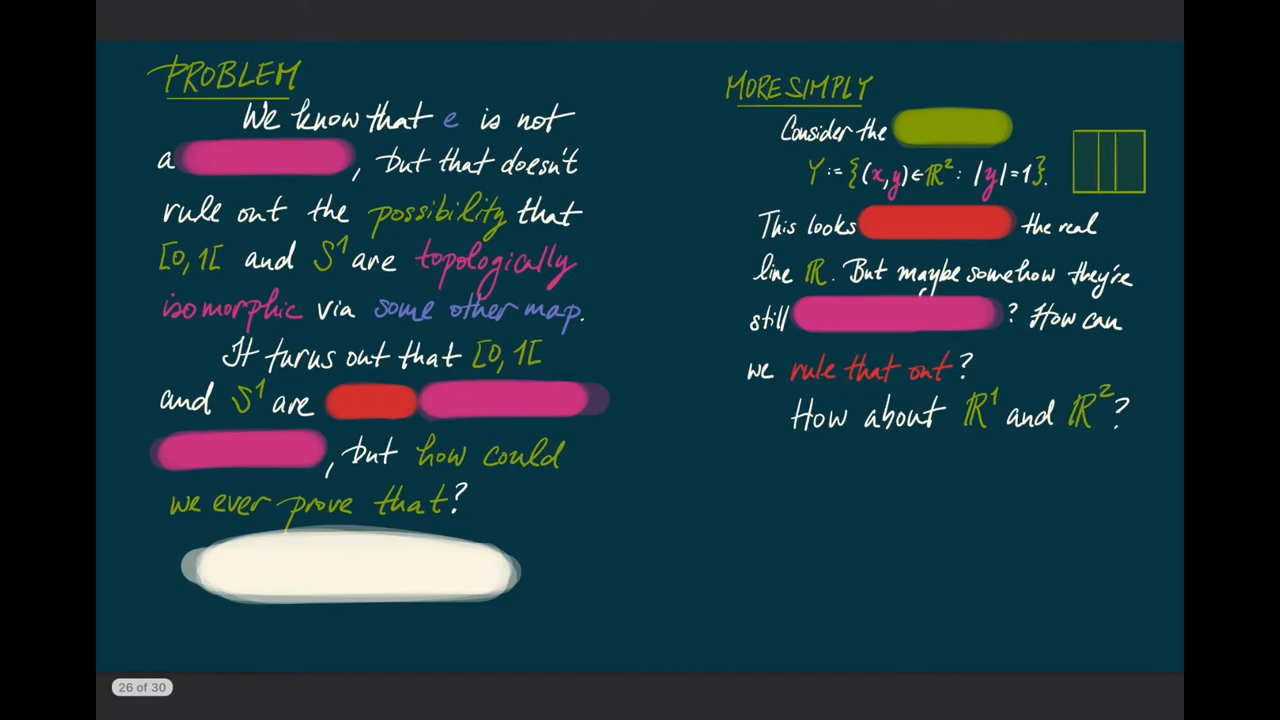 PROBLEM
We know that e is not
a , but that doesn't
rule out the possibility that
[0,1[ and S¹ are topologically
isomorphic via some other map.
It turns out that [0,1[
and S¹ are
, but how could
we ever prove that?
MORE SIMPLY
Consider the
Y := {(x,y)∈ℝ² : |y|=1}.
This looks the real
line ℝ. But maybe somehow they're
still ? How can
we rule that out?
How about ℝ¹ and ℝ²?
26 of 30